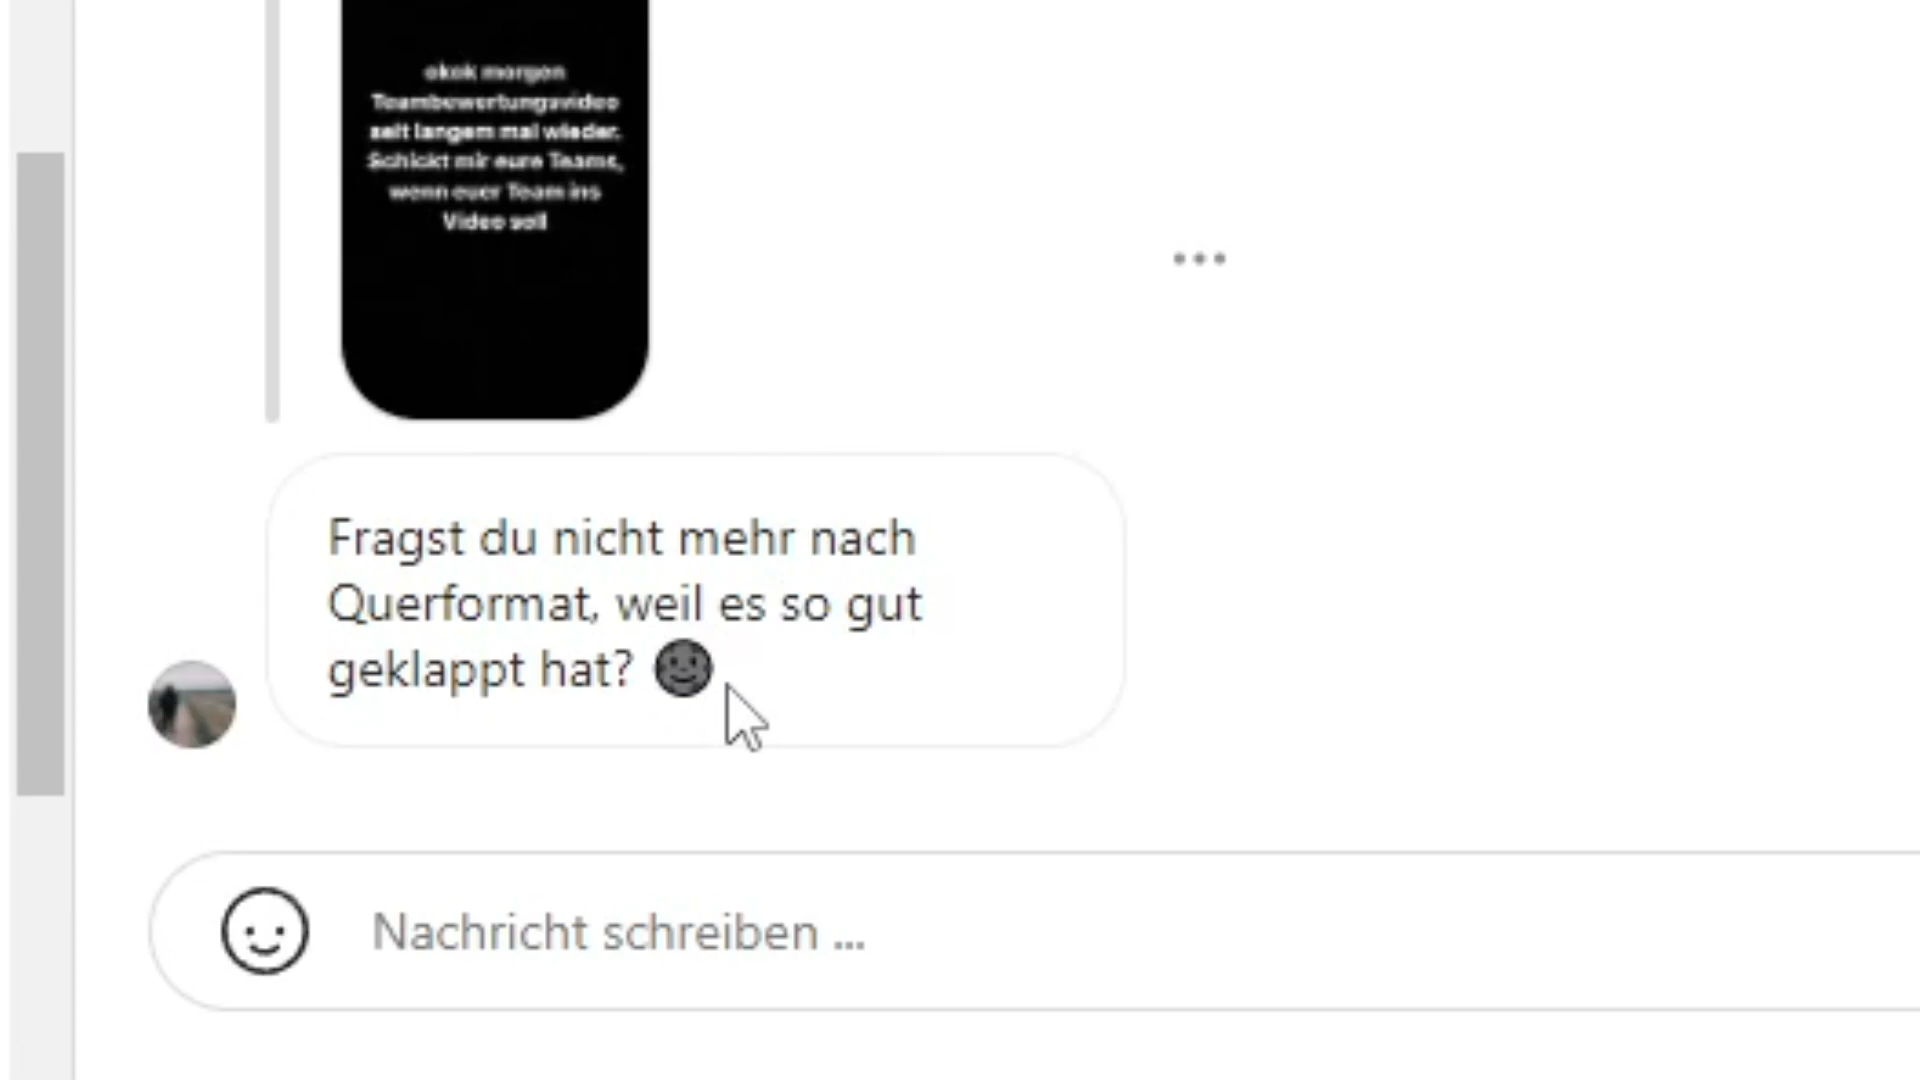 okok morgen
Teambewertungsvideo
seit langem mal wieder.
Schickt mir eure Teams,
wenn euer Team ins
Video soll
Fragst du nicht mehr nach
Querformat, weil es so gut
geklappt hat? 🌚
Nachricht schreiben ...